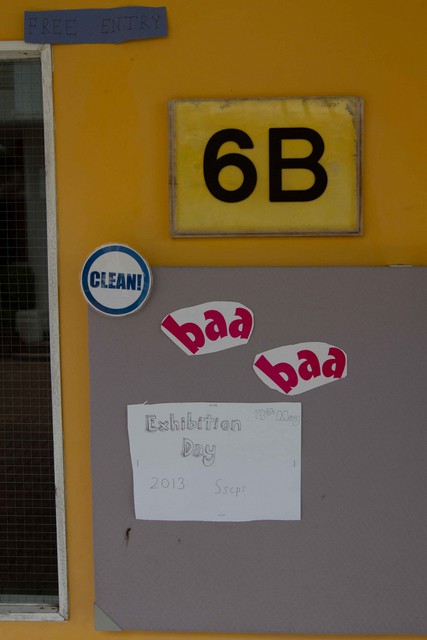 FREE ENTRY
6B
CLEAN!
baa
baa
Exhibition
Day
2013